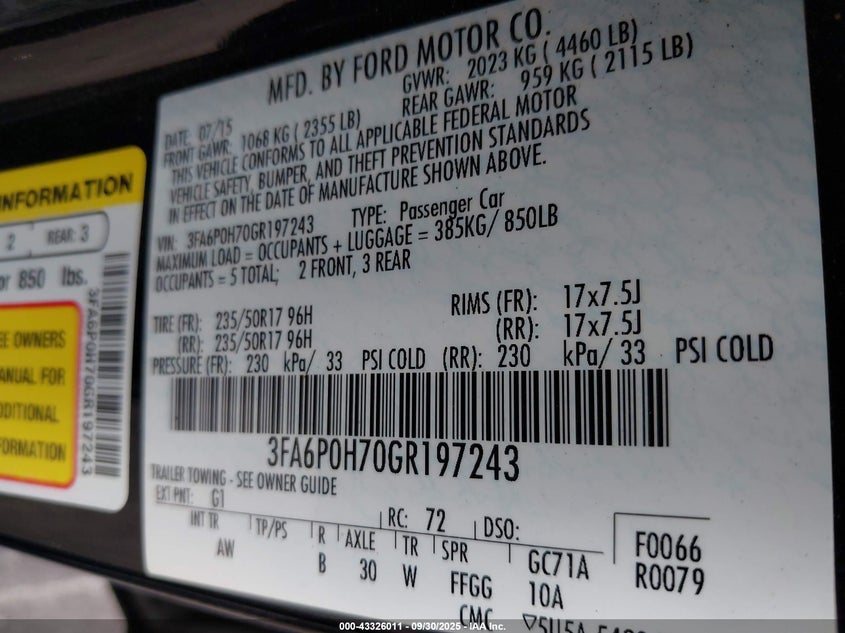 MFD. BY FORD MOTOR CO.
DATE: 07/15 GVWR: 2023 KG ( 4460 LB)
FRONT GAWR: 1068 KG ( 2355 LB) REAR GAWR: 959 KG ( 2115 LB)
THIS VEHICLE CONFORMS TO ALL APPLICABLE FEDERAL MOTOR
VEHICLE SAFETY, BUMPER, AND THEFT PREVENTION STANDARDS
IN EFFECT ON THE DATE OF MANUFACTURE SHOWN ABOVE.
VIN: 3FA6P0H70GR197243 TYPE: Passenger Car
MAXIMUM LOAD = OCCUPANTS + LUGGAGE = 385KG/ 850LB
OCCUPANTS = 5 TOTAL; 2 FRONT, 3 REAR
TIRE (FR): 235/50R17 96H RIMS (FR): 17x7.5J
(RR): 235/50R17 96H (RR): 17x7.5J
PRESSURE (FR): 230 kPa/ 33 PSI COLD (RR): 230 kPa/ 33 PSI COLD
3FA6P0H70GR197243
TRAILER TOWING - SEE OWNER GUIDE
EXT PNT: G1 RC: 72 DSO: F0066
INT TR TP/PS R AXLE TR SPR GC71A R0079
AW B 30 W FFGG 10A
INFORMATION
2 REAR: 3
or 850 lbs.
OWNERS
FOR
3FA6P0H70GR197243
000-43326011 - 09/30/2025 - IAA, Inc.